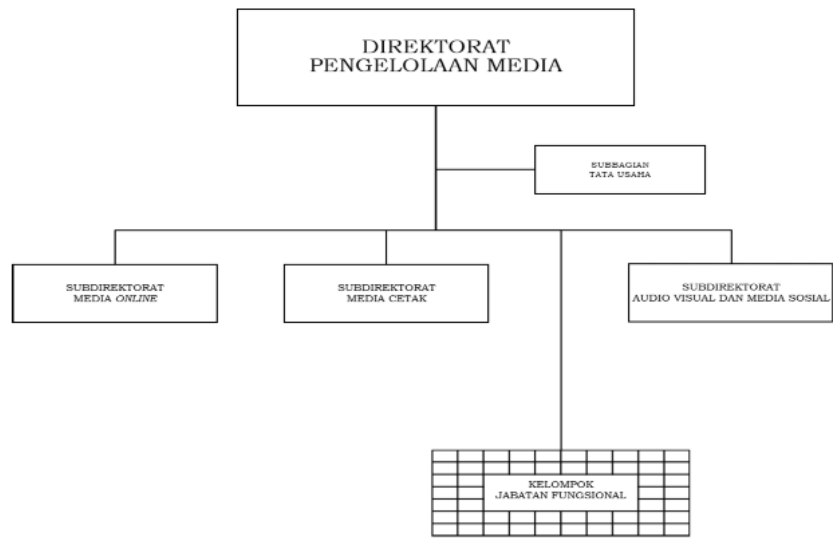 DIREKTORAT
PENGELOLAAN MEDIA
SUBBAGIAN
TATA USAHA
SUBDIREKTORAT
MEDIA ONLINE
SUBDIREKTORAT
MEDIA CETAK
SUBDIREKTORAT
AUDIO VISUAL DAN MEDIA SOSIAL
KELOMPOK
JABATAN FUNGSIONAL